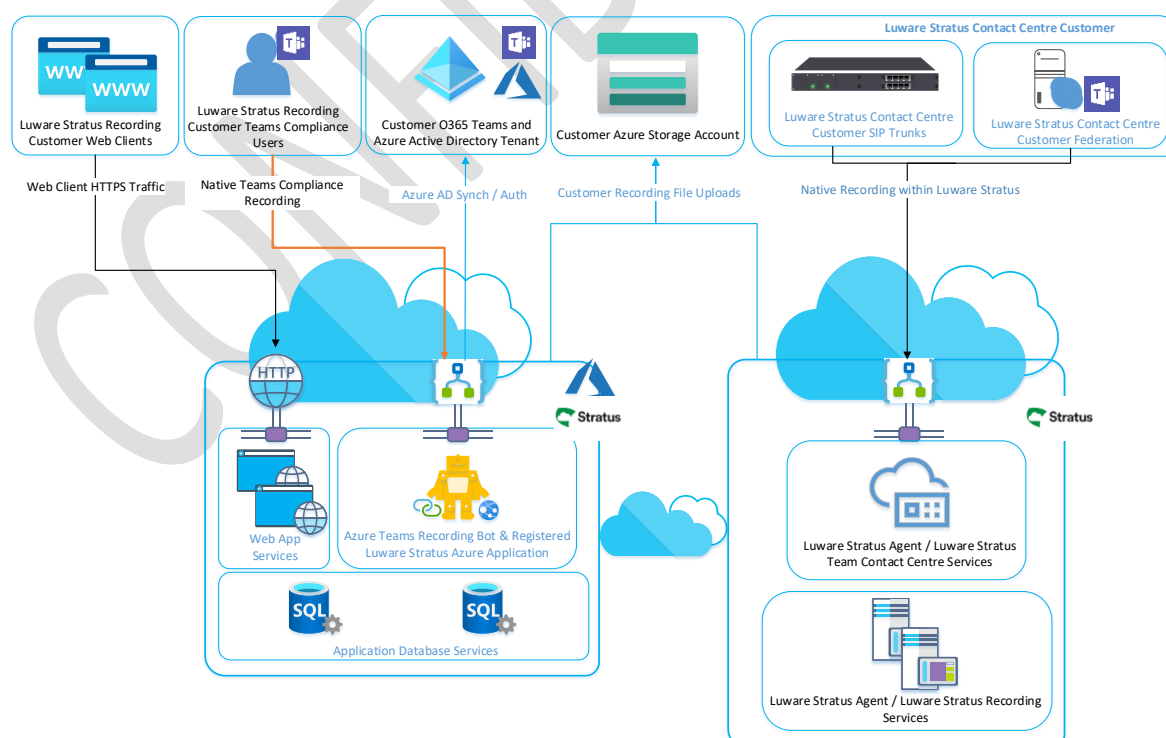 Luware Stratus Contact Centre Customer
WWW
WWW
Luware Stratus Recording
Customer Web Clients
Luware Stratus Recording
Customer Teams Compliance
Users
Customer O365 Teams and
Azure Active Directory Tenant
Customer Azure Storage Account
Luware Stratus Contact Centre
Customer SIP Trunks
Luware Stratus Contact Centre
Customer Federation
Web Client HTTPS Traffic
Native Teams Compliance
Recording
Azure AD Synch / Auth
Customer Recording File Uploads
Native Recording within Luware Stratus
HTTP
Stratus
Stratus
Web App
Services
Azure Teams Recording Bot & Registered
Luware Stratus Azure Application
SQL
SQL
Application Database Services
Luware Stratus Agent / Luware Stratus
Team Contact Centre Services
Luware Stratus Agent / Luware Stratus Recording
Services